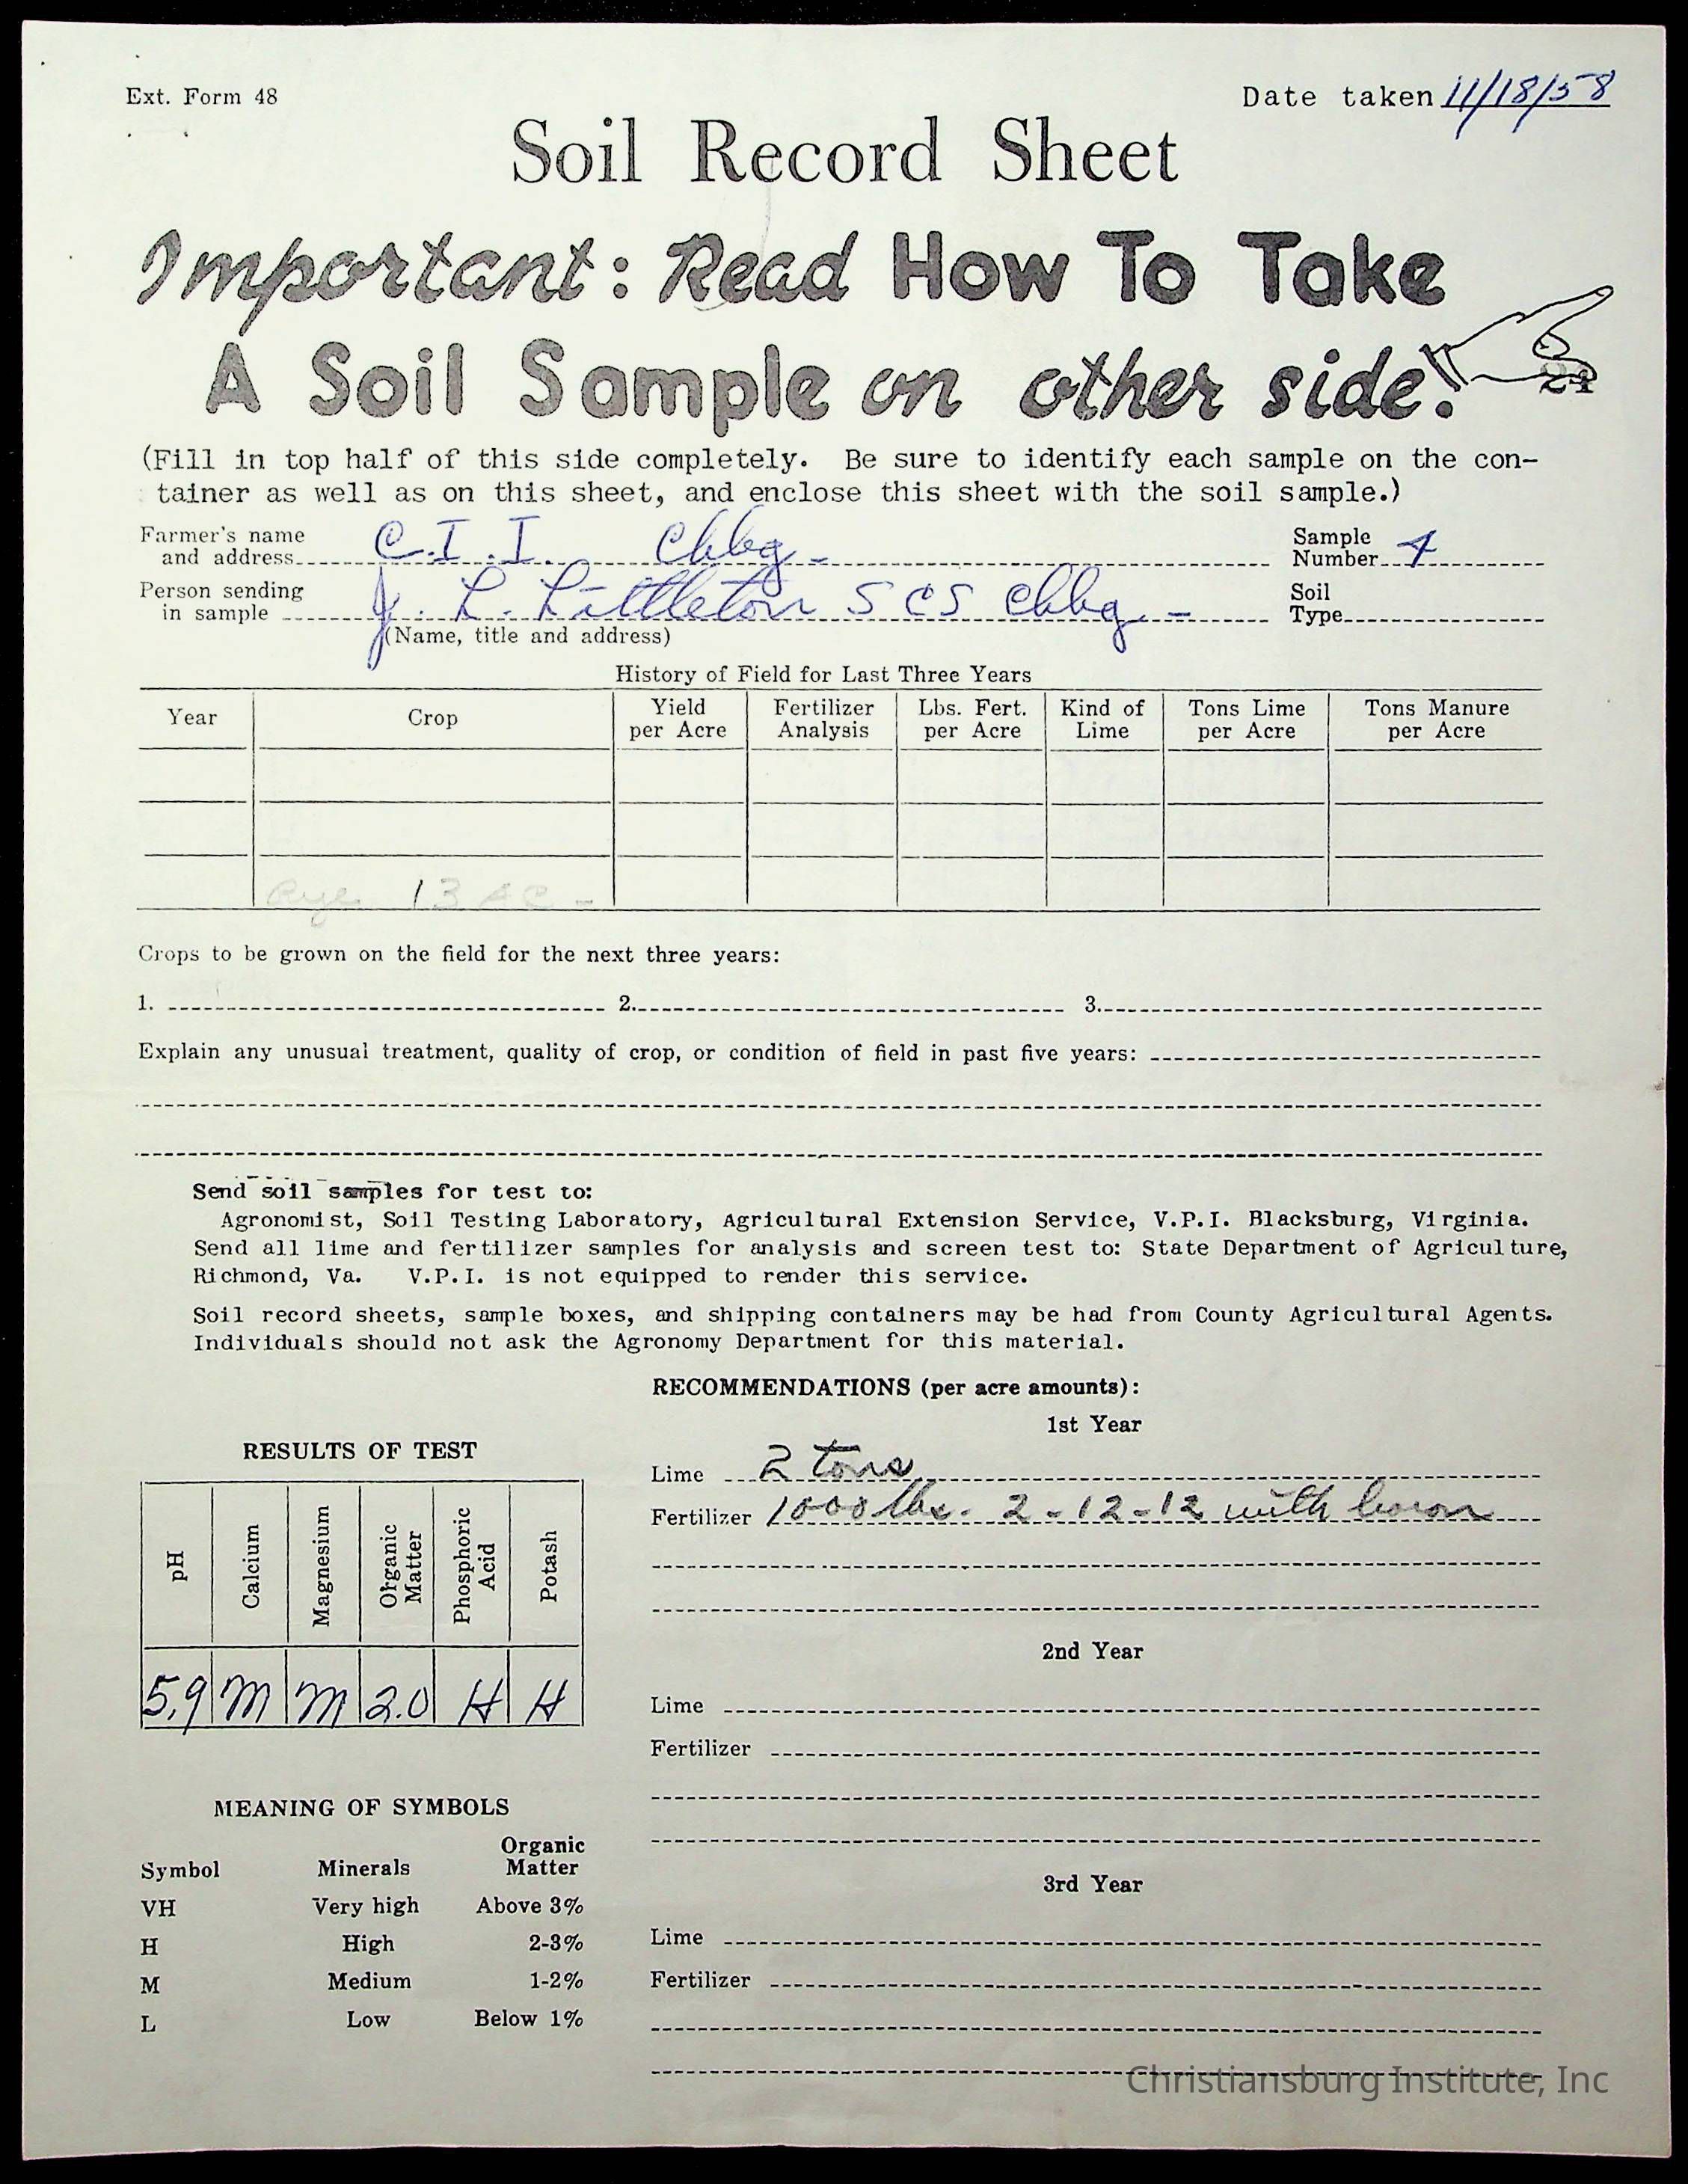 Ext. Form 48
Date taken 11/18/58
Soil Record Sheet
Important: Read How To Take
A Soil Sample on other side.
(Fill in top half of this side completely. Be sure to identify each sample on the con-
tainer as well as on this sheet, and enclose this sheet with the soil sample.)
Farmer's name
and address C.I.I. Chbg -
Sample
Number 4
Person sending
in sample J. L. Littleton SCS Chbg. -
Soil
Type
(Name, title and address)
History of Field for Last Three Years
Year Crop Yield per Acre Fertilizer Analysis Lbs. Fert. per Acre Kind of Lime Tons Lime per Acre Tons Manure per Acre
Rye 13 AC -
Crops to be grown on the field for the next three years:
1. 2. 3.
Explain any unusual treatment, quality of crop, or condition of field in past five years:
Send soil samples for test to:
Agronomist, Soil Testing Laboratory, Agricultural Extension Service, V.P.I. Blacksburg, Virginia.
Send all lime and fertilizer samples for analysis and screen test to: State Department of Agriculture,
Richmond, Va. V.P.I. is not equipped to render this service.
Soil record sheets, sample boxes, and shipping containers may be had from County Agricultural Agents.
Individuals should not ask the Agronomy Department for this material.
RECOMMENDATIONS (per acre amounts):
1st Year
Lime 2 tons
Fertilizer 1000 lbs. 2-12-12 with boron
2nd Year
Lime
Fertilizer
3rd Year
Lime
Fertilizer
RESULTS OF TEST
pH Calcium Magnesium Organic Matter Phosphoric Acid Potash
5.9 M M 2.0 H H
MEANING OF SYMBOLS
Symbol Minerals Organic Matter
VH Very high Above 3%
H High 2-3%
M Medium 1-2%
L Low Below 1%
Christiansburg Institute, Inc